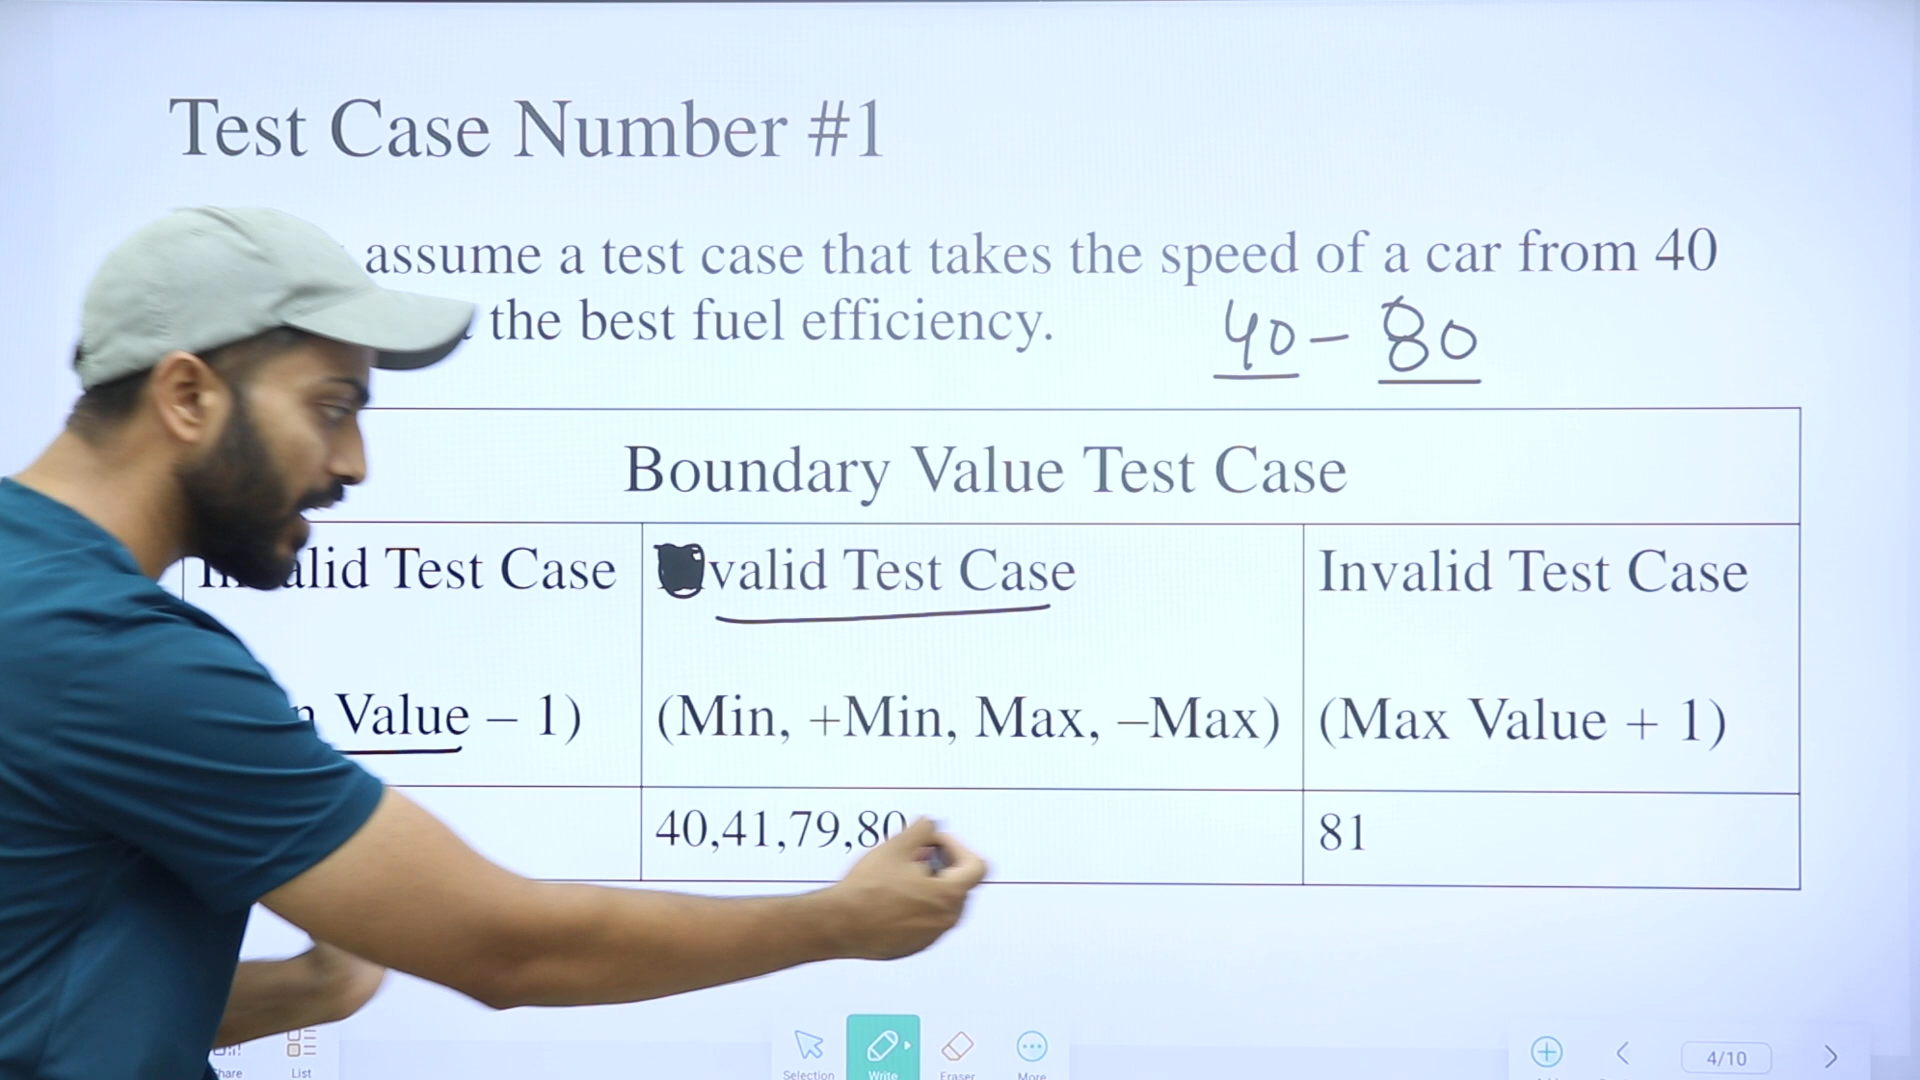 Test Case Number #1
assume a test case that takes the speed of a car from 40
the best fuel efficiency.
40 - 80
Boundary Value Test Case
alid Test Case
valid Test Case
Invalid Test Case
Value – 1)
(Min, +Min, Max, –Max)
(Max Value + 1)
40,41,79,80
81
List
Selection
Write
Eraser
More
4/10